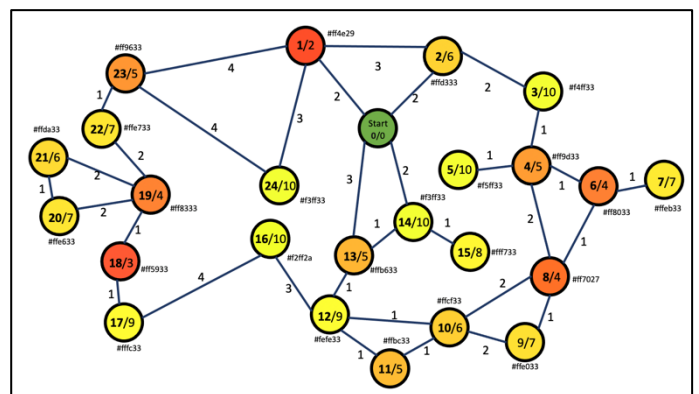 #ff4e29
1/2
#ff9633
23/5
4
3
2/6
#ffd333
2
3/10
#f4ff33
1
22/7
#ffe733
4
3
2
2
Start
0/0
#ffda33
21/6
2
2
1
19/4
#ff8333
2
20/7
#ffe633
24/10
#f3ff33
3
2
5/10
#f5ff33
1
1
4/5
#ff9d33
1
6/4
#ff8033
1
7/7
#ffeb33
1
14/10
#f3ff33
1
1
15/8
#fff733
2
1
18/3
#ff5933
16/10
#f2ff2a
13/5
#ffb633
8/4
#ff7027
4
3
1
2
1
17/9
#fffc33
1
12/9
#fefe33
1
#ffcf33
10/6
2
9/7
#ffe033
1
1
#ffbc33
11/5
1